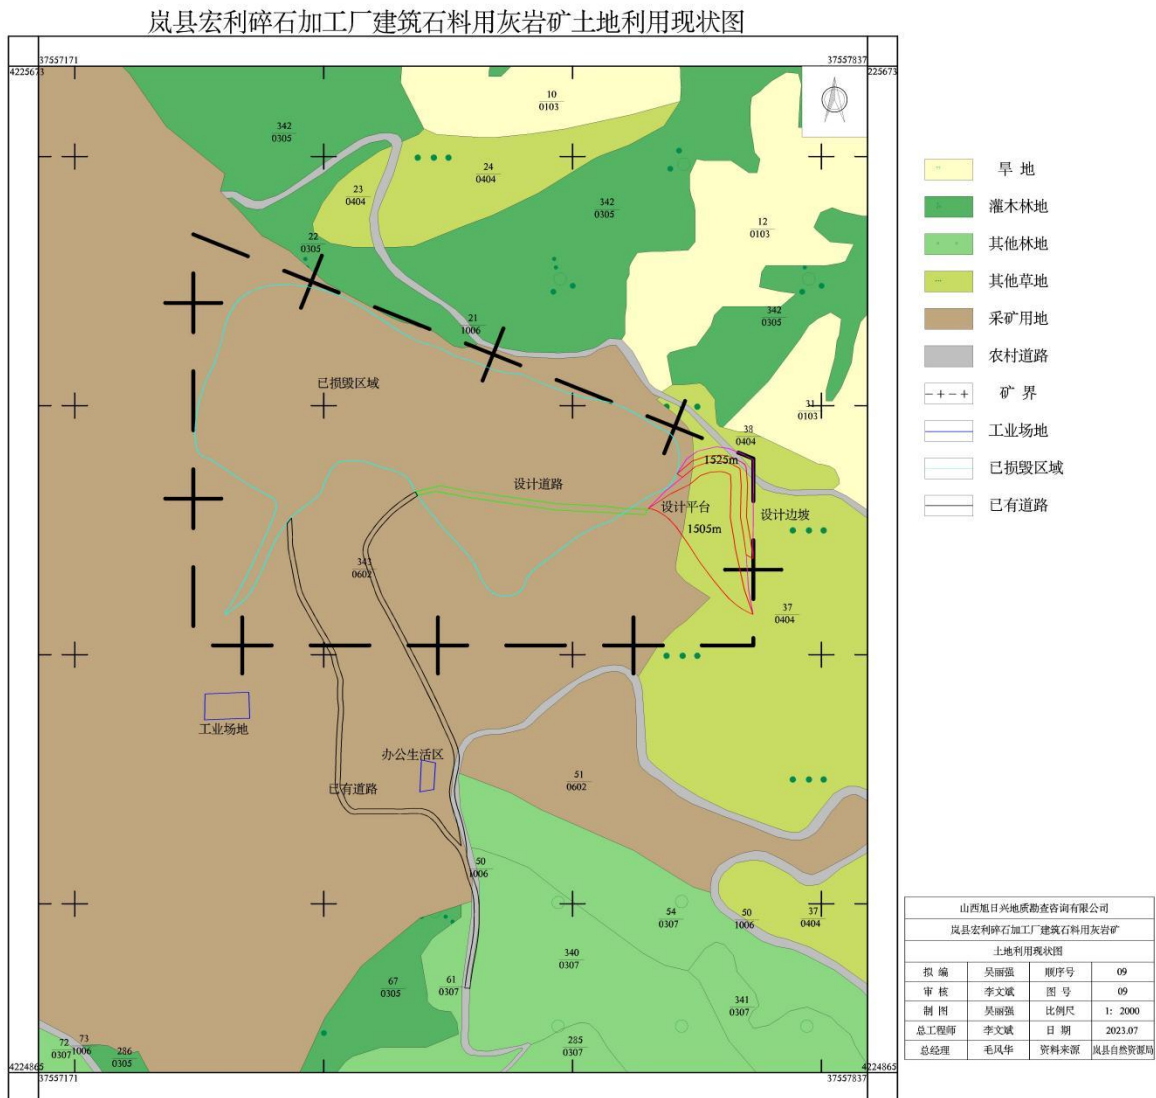 岚县宏利碎石加工厂建筑石料用灰岩矿土地利用现状图
37557171
37557837
4225673
225673
10
0103
342
0305
24
0404
23
0404
342
0305
12
0103
22
0305
21
1006
342
0305
已损毁区域
31
0103
38
0404
1525m
设计道路
设计平台
设计边坡
1505m
343
0602
37
0404
工业场地
办公生活区
已有道路
51
0602
50
1006
54
0307
50
1006
37
0404
340
0307
67
0305
61
0307
341
0307
285
0307
72
0307
73
1006
286
0305
4224865
4224865
37557171
37557837
旱 地
灌木林地
其他林地
其他草地
采矿用地
农村道路
矿 界
工业场地
已损毁区域
已有道路
山西旭日兴地质勘查咨询有限公司
岚县宏利碎石加工厂建筑石料用灰岩矿
土地利用现状图
拟 编 吴丽强 顺序号 09
审 核 李文斌 图 号 09
制 图 吴丽强 比例尺 1: 2000
总工程师 李文斌 日 期 2023.07
总经理 毛风华 资料来源 岚县自然资源局